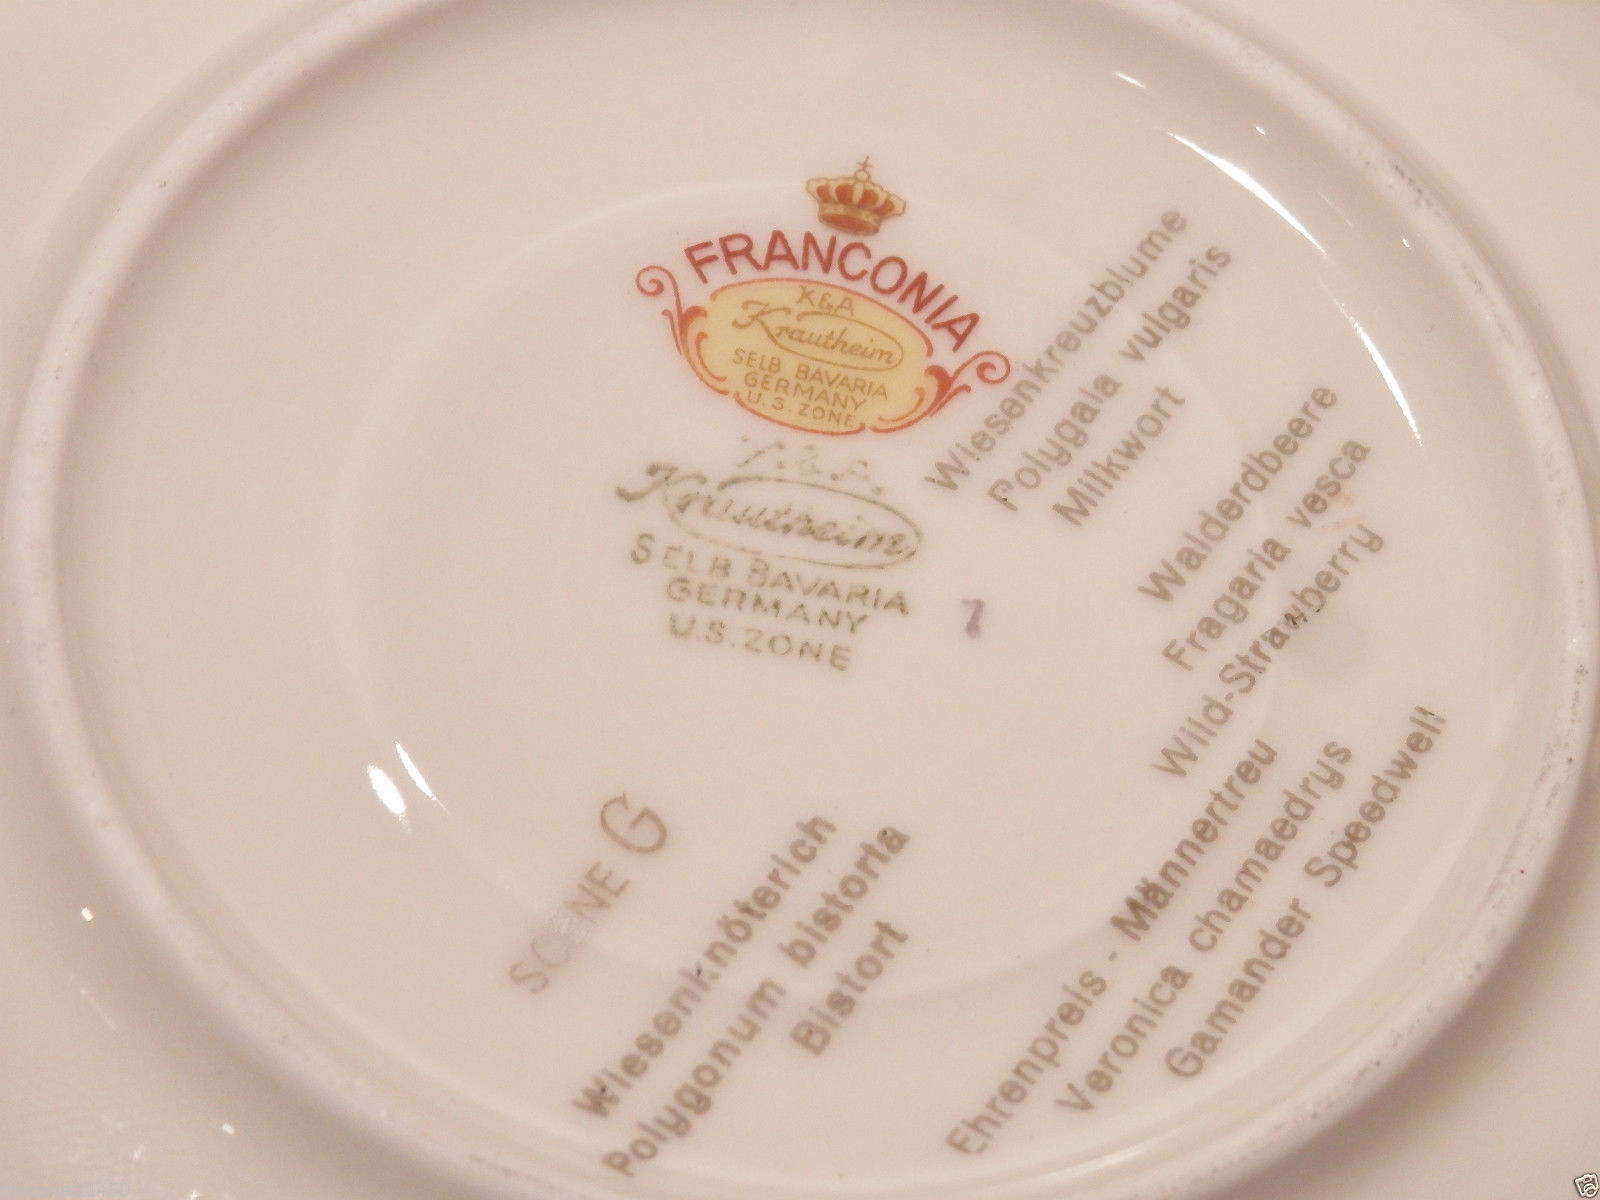 FRANCONIA
K&A
Krautheim
SELB BAVARIA
GERMANY
U.S. ZONE
Krautheim
SELB BAVARIA
GERMANY
U.S. ZONE
7
Wiesenkreuzblume
Polygala vulgaris
Milkwort
Walderdbeere
Fragaria vesca
Wild-Strawberry
Ehrenpreis - Männertreu
Veronica chamaedrys
Gamander Speedwell
SCENE G
Wiesenknöterich
Polygonum bistorta
Bistort